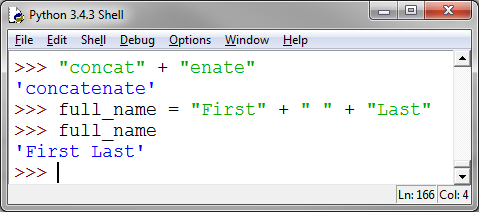 Python 3.4.3 Shell
File Edit Shell Debug Options Window Help
>>> "concat" + "enate"
'concatenate'
>>> full_name = "First" + " " + "Last"
>>> full_name
'First Last'
>>>
Ln: 166 Col: 4